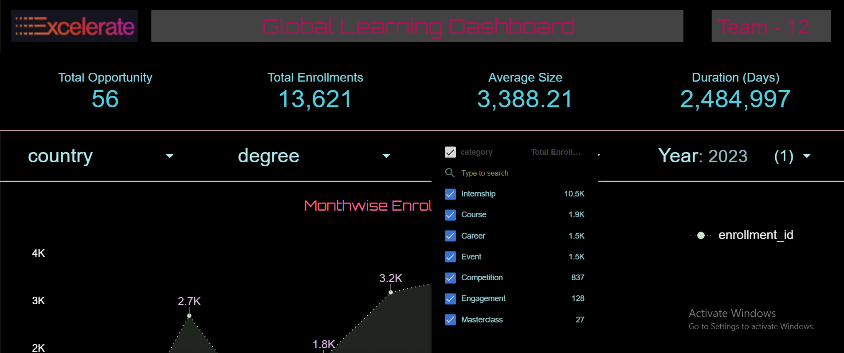 Excelerate
Global Learning Dashboard
Team - 12
Total Opportunity
56
Total Enrollments
13,621
Average Size
3,388.21
Duration (Days)
2,484,997
country
degree
Year: 2023 (1)
category Total Enroll...
Type to search
Internship 10.5K
Course 1.9K
Career 1.5K
Event 1.5K
Competition 837
Engagement 128
Masterclass 27
Monthwise Enrol
enrollment_id
4K
3K
2K
2.7K
1.8K
3.2K
Activate Windows
Go to Settings to activate Windows.